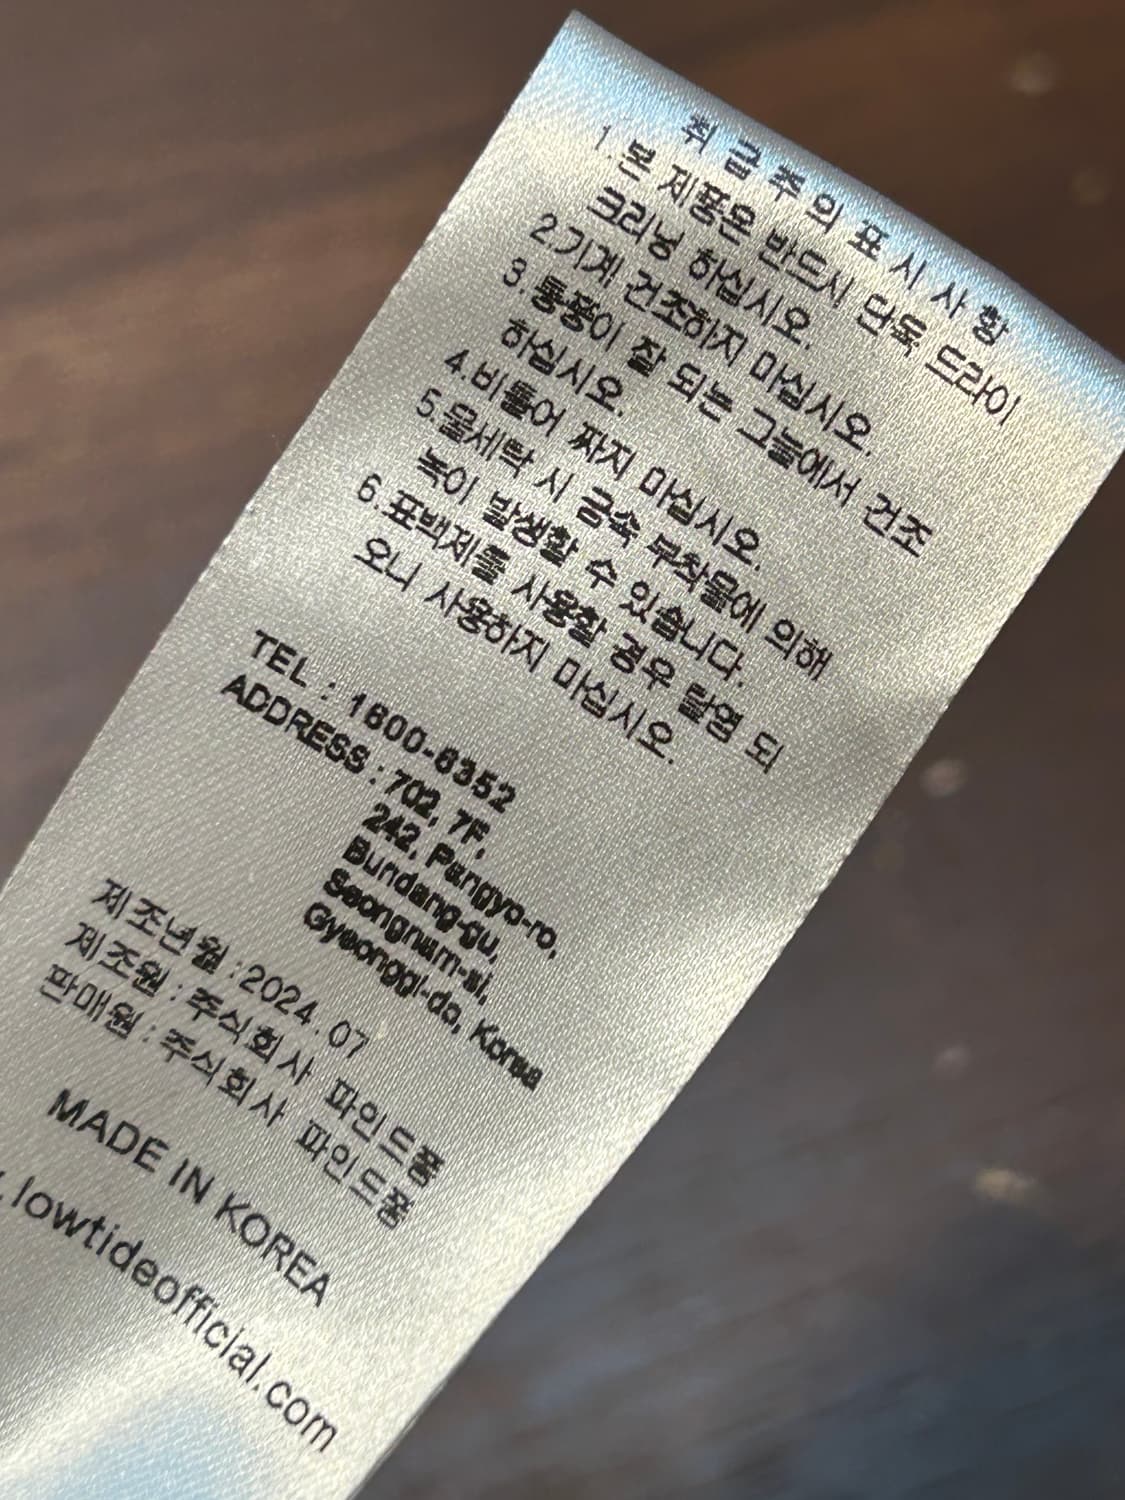 취 급 주 의 표 시 사 항
1. 본 제품은 반드시 단독 드라이
크리닝 하십시오.
2.기계 건조하지 마십시오.
3. 통풍이 잘 되는 그늘에서 건조
하십시오.
4.비틀어 짜지 마십시오.
5.물세탁 시 금속 부착물에 의해
녹이 발생할 수 있습니다.
6.표백제를 사용할 경우 탈염 되
오니 사용하지 마십시오.
TEL : 1600-6352
ADDRESS : 702, 7F,
242, Pangyo-ro,
Bundang-gu,
Seongnam-si,
Gyeonggi-do, Korea
제조년월 :2024. 07
제조원 : 주식회사 파인드폼
판매원 : 주식회사 파인드폼
MADE IN KOREA
.lowtideofficial.com